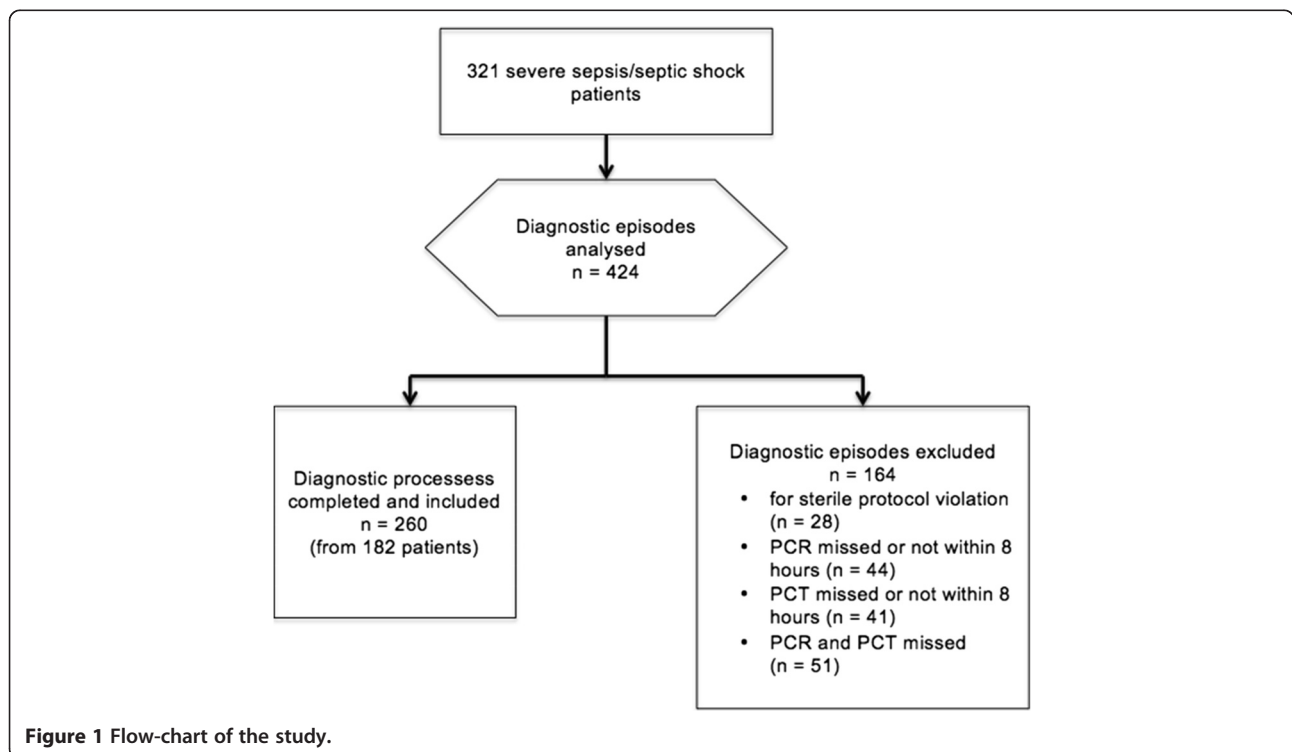 321 severe sepsis/septic shock
patients
Diagnostic episodes
analysed
n = 424
Diagnostic processess
completed and included
n = 260
(from 182 patients)
Diagnostic episodes excluded
n = 164
• for sterile protocol violation
(n = 28)
• PCR missed or not within 8
hours (n = 44)
• PCT missed or not within 8
hours (n = 41)
• PCR and PCT missed
(n = 51)
Figure 1 Flow-chart of the study.